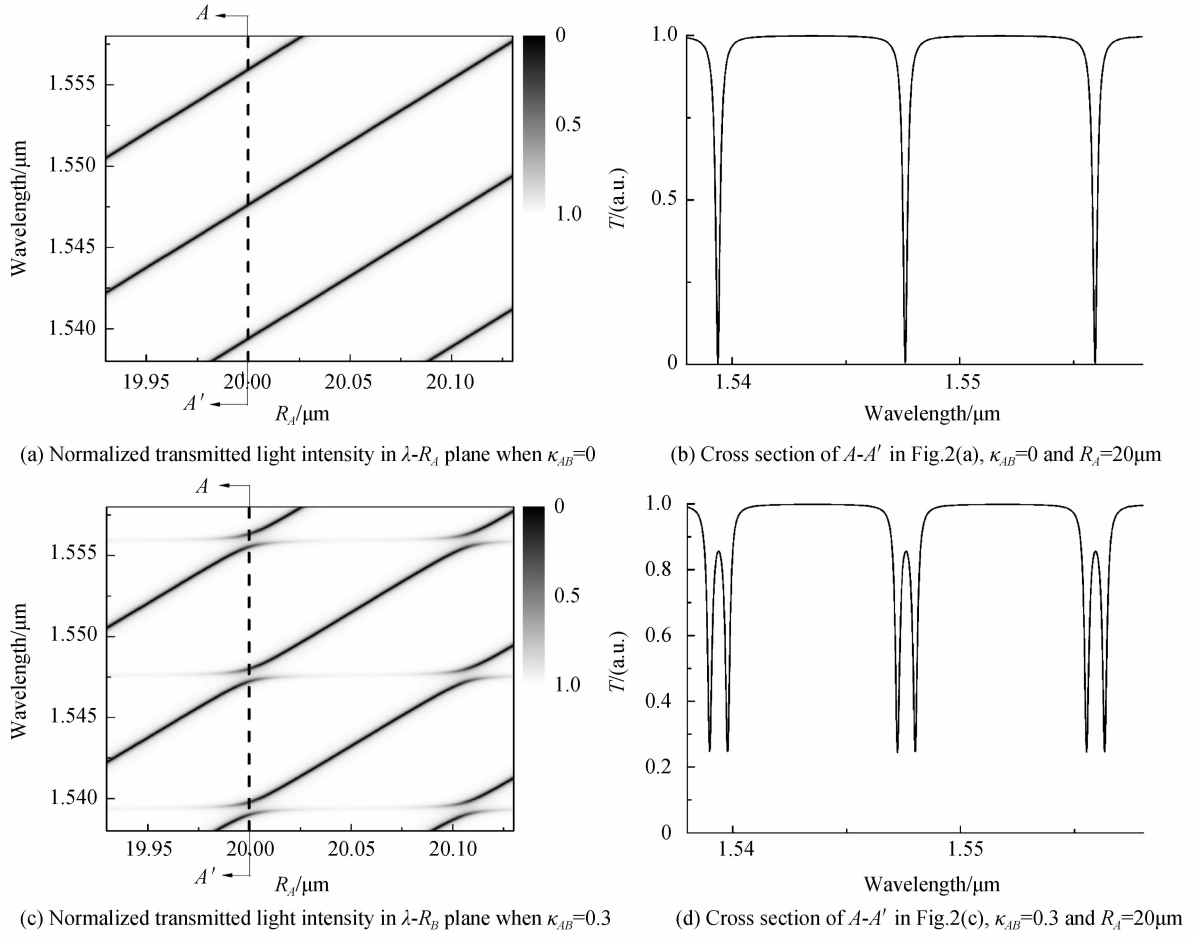 A
0
0.5
1.0
1.555
1.550
1.545
1.540
Wavelength/μm
19.95 20.00 20.05 20.10
A′
R_A/μm
(a) Normalized transmitted light intensity in λ-R_A plane when κ_AB=0
1.0
0.5
0
T/(a.u.)
1.54 1.55
Wavelength/μm
(b) Cross section of A-A′ in Fig.2(a), κ_AB=0 and R_A=20μm
A
0
0.5
1.0
1.555
1.550
1.545
1.540
Wavelength/μm
19.95 20.00 20.05 20.10
A′
R_A/μm
(c) Normalized transmitted light intensity in λ-R_B plane when κ_AB=0.3
1.0
0.8
0.6
0.4
0.2
0
T/(a.u.)
1.54 1.55
Wavelength/μm
(d) Cross section of A-A′ in Fig.2(c), κ_AB=0.3 and R_A=20μm